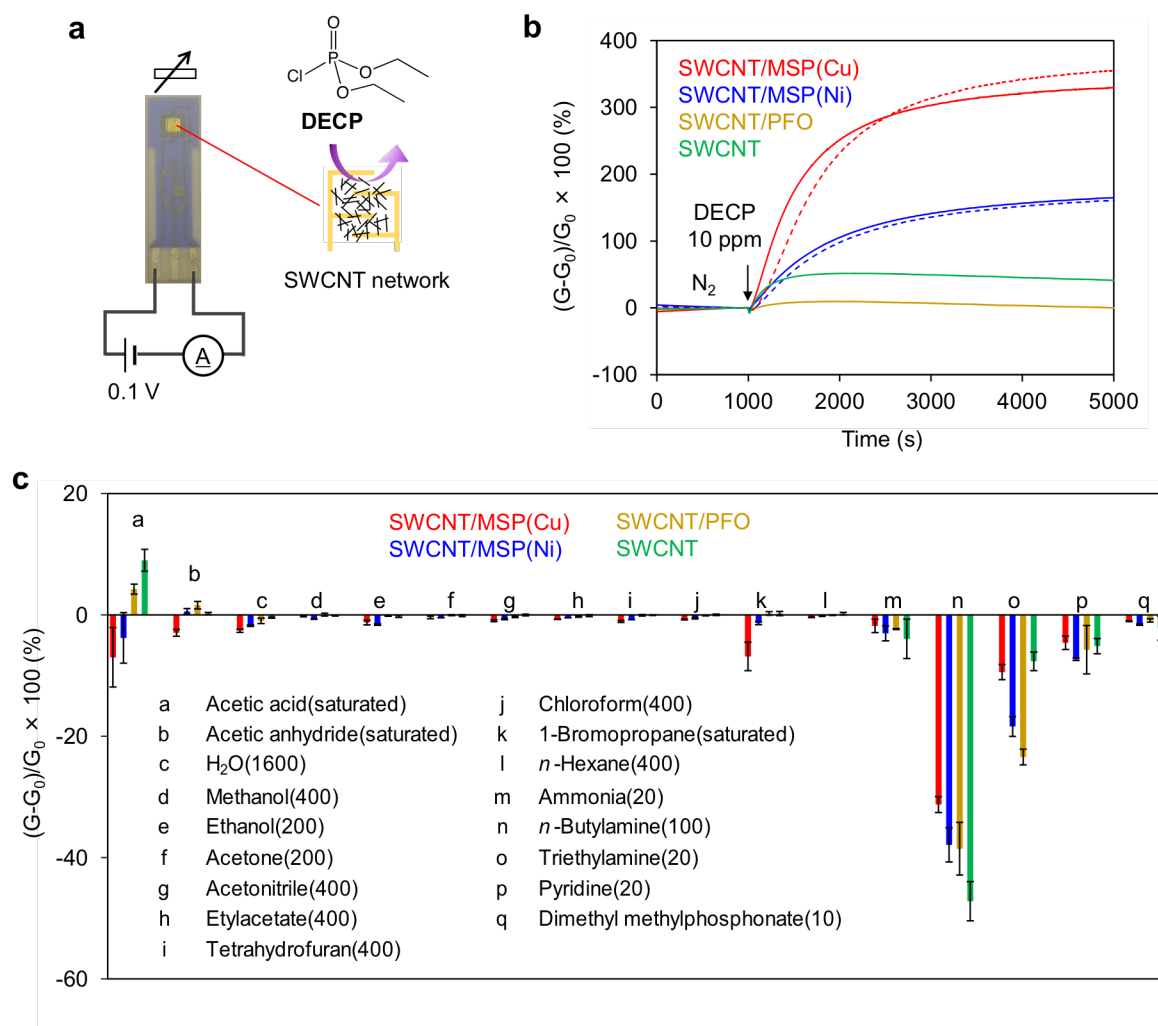 a
O
P
Cl
O
O
DECP
SWCNT network
A
0.1 V
b
400
300
200
100
0
-100
(G-G0)/G0 × 100 (%)
SWCNT/MSP(Cu)
SWCNT/MSP(Ni)
SWCNT/PFO
SWCNT
DECP
10 ppm
N2
0 1000 2000 3000 4000 5000
Time (s)
c
20
0
-20
-40
-60
(G-G0)/G0 × 100 (%)
SWCNT/MSP(Cu) SWCNT/PFO
SWCNT/MSP(Ni) SWCNT
a b c d e f g h i j k l m n o p q
a Acetic acid(saturated)
b Acetic anhydride(saturated)
c H2O(1600)
d Methanol(400)
e Ethanol(200)
f Acetone(200)
g Acetonitrile(400)
h Etylacetate(400)
i Tetrahydrofuran(400)
j Chloroform(400)
k 1-Bromopropane(saturated)
l n-Hexane(400)
m Ammonia(20)
n n-Butylamine(100)
o Triethylamine(20)
p Pyridine(20)
q Dimethyl methylphosphonate(10)